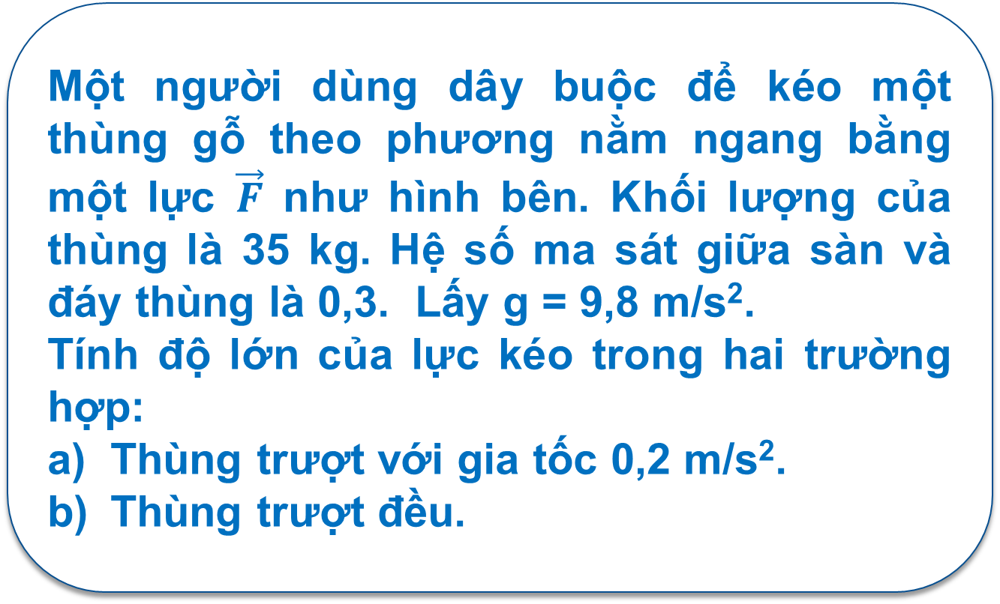 Một người dùng dây buộc để kéo một
thùng gỗ theo phương nằm ngang bằng
một lực \(\overrightarrow{F}\) như hình bên. Khối lượng của
thùng là 35 kg. Hệ số ma sát giữa sàn và
đáy thùng là 0,3. Lấy g = 9,8 m/s².
Tính độ lớn của lực kéo trong hai trường
hợp:
a) Thùng trượt với gia tốc 0,2 m/s².
b) Thùng trượt đều.